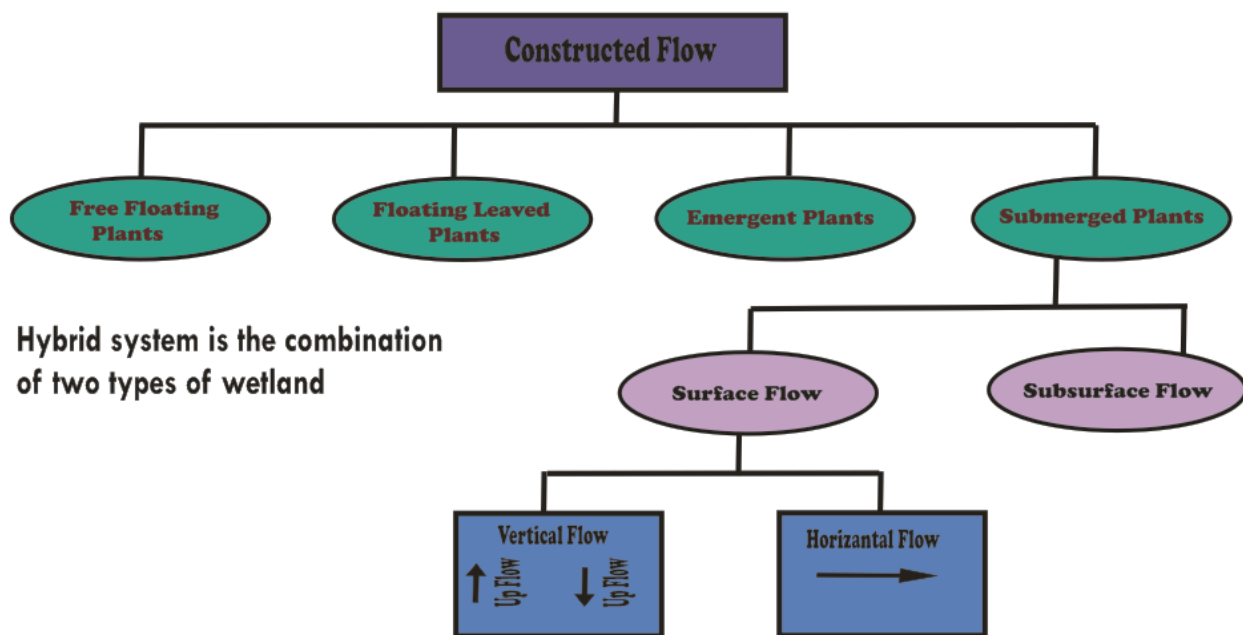 Constructed Flow
Free Floating
Plants
Floating Leaved
Plants
Emergent Plants
Submerged Plants
Hybrid system is the combination
of two types of wetland
Surface Flow
Subsurface Flow
Vertical Flow
Up Flow
Up Flow
Horizantal Flow